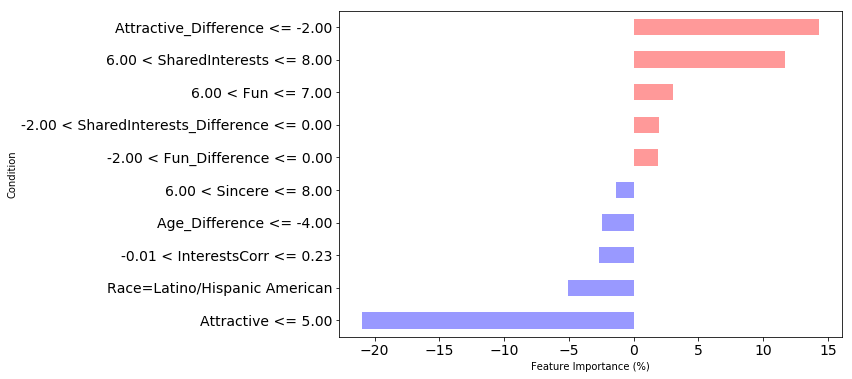 Attractive_Difference <= -2.00
6.00 < SharedInterests <= 8.00
6.00 < Fun <= 7.00
-2.00 < SharedInterests_Difference <= 0.00
-2.00 < Fun_Difference <= 0.00
6.00 < Sincere <= 8.00
Age_Difference <= -4.00
-0.01 < InterestsCorr <= 0.23
Race=Latino/Hispanic American
Attractive <= 5.00
Condition
−20 −15 −10 −5 0 5 10 15
Feature Importance (%)